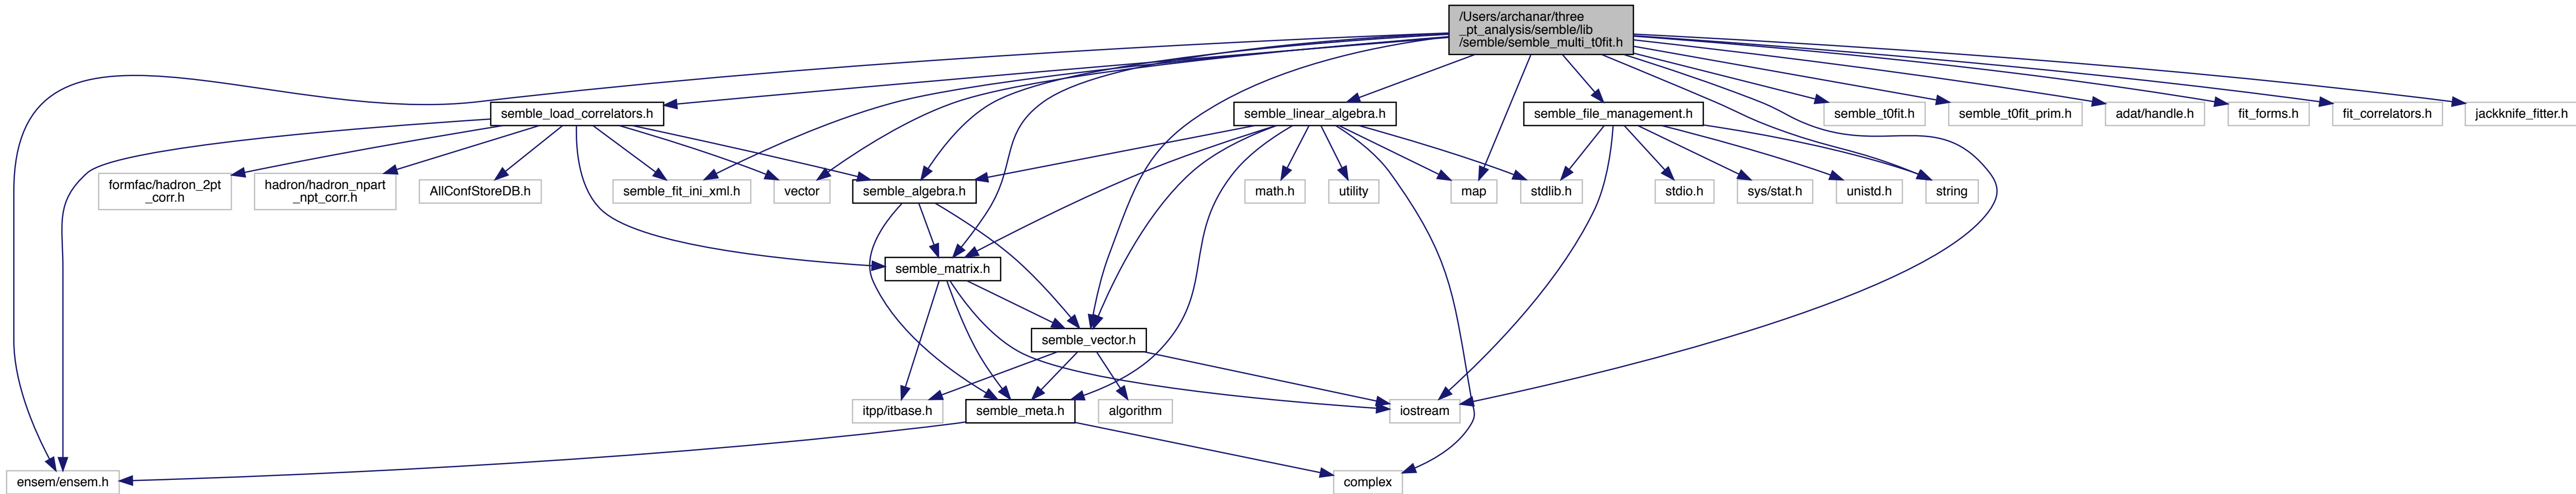 /Users/archanar/three
_pt_analysis/semble/lib
/semble/semble_multi_t0fit.h
semble_load_correlators.h
semble_linear_algebra.h
semble_file_management.h
semble_t0fit.h
semble_t0fit_prim.h
adat/handle.h
fit_forms.h
fit_correlators.h
jackknife_fitter.h
formfac/hadron_2pt
_corr.h
hadron/hadron_npart
_npt_corr.h
AllConfStoreDB.h
semble_fit_ini_xml.h
vector
semble_algebra.h
math.h
utility
map
stdlib.h
stdio.h
sys/stat.h
unistd.h
string
semble_matrix.h
semble_vector.h
itpp/itbase.h
semble_meta.h
algorithm
iostream
ensem/ensem.h
complex